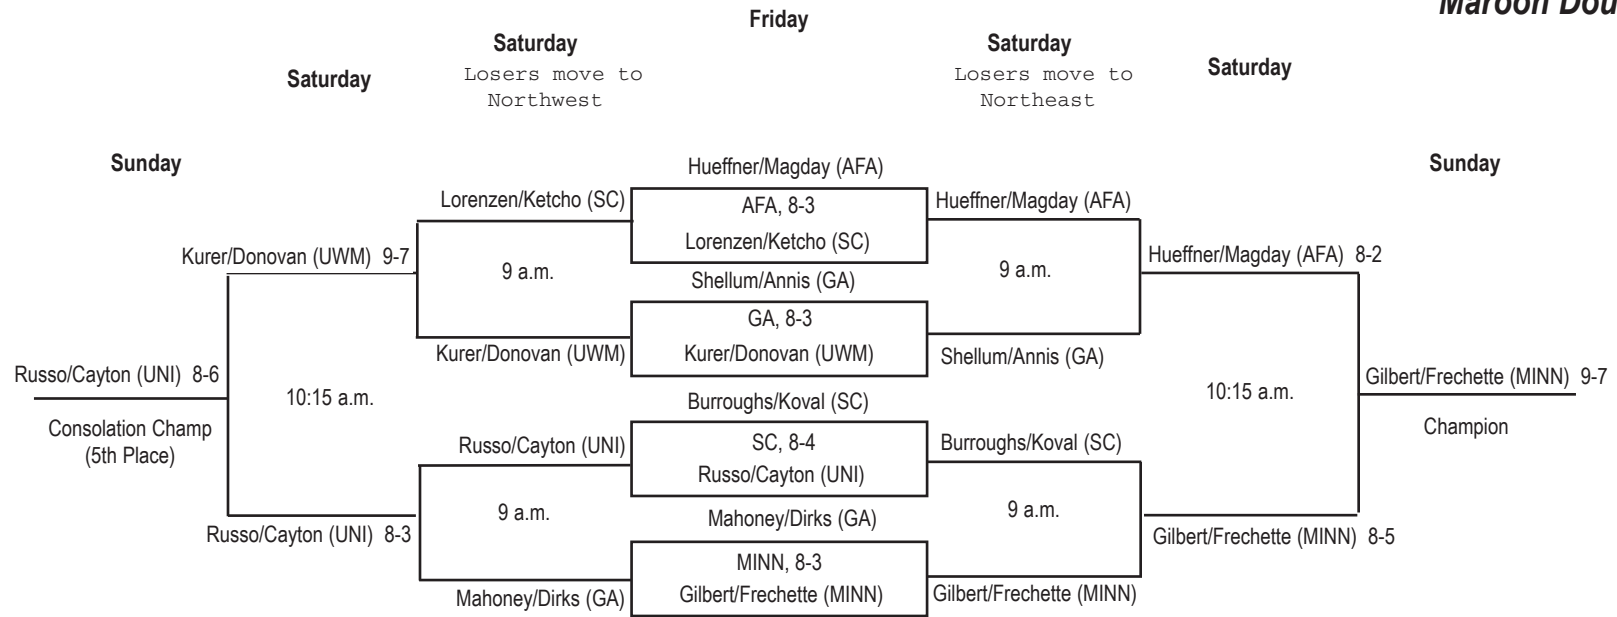 Maroon Dou
Friday
Saturday
Saturday
Saturday
Saturday
Losers move to
Northwest
Losers move to
Northeast
Sunday
Sunday
Hueffner/Magday (AFA)
Lorenzen/Ketcho (SC)
AFA, 8-3
Hueffner/Magday (AFA)
Lorenzen/Ketcho (SC)
Kurer/Donovan (UWM) 9-7
9 a.m.
9 a.m.
Hueffner/Magday (AFA) 8-2
Shellum/Annis (GA)
GA, 8-3
Kurer/Donovan (UWM)
Kurer/Donovan (UWM)
Shellum/Annis (GA)
Russo/Cayton (UNI) 8-6
10:15 a.m.
10:15 a.m.
Gilbert/Frechette (MINN) 9-7
Burroughs/Koval (SC)
Consolation Champ
(5th Place)
Champion
Russo/Cayton (UNI)
SC, 8-4
Burroughs/Koval (SC)
Russo/Cayton (UNI)
9 a.m.
9 a.m.
Mahoney/Dirks (GA)
Russo/Cayton (UNI) 8-3
Gilbert/Frechette (MINN) 8-5
MINN, 8-3
Mahoney/Dirks (GA)
Gilbert/Frechette (MINN)
Gilbert/Frechette (MINN)